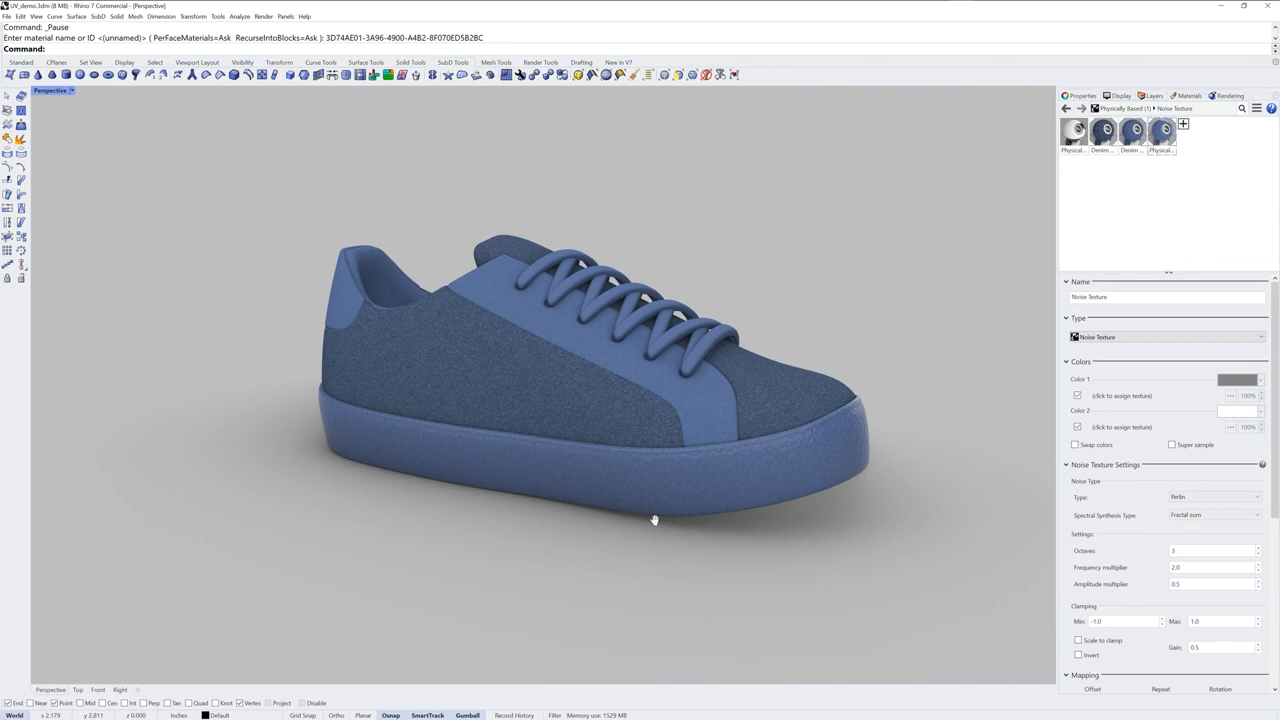 UV_demo.3dm (8 MB) - Rhino 7 Commercial - [Perspective]
File Edit View Curve Surface SubD Solid Mesh Dimension Transform Tools Analyze Render Panels Help
Command: _Pause
Enter material name or ID <(unnamed)> ( PerFaceMaterials=Ask RecurseIntoBlocks=Ask ): 3D74AE01-3A96-4900-A4B2-8F070ED5B2BC
Command:
Standard CPlanes Set View Display Select Viewport Layout Visibility Transform Curve Tools Surface Tools Solid Tools SubD Tools Mesh Tools Render Tools Drafting New in V7
Perspective
Properties Display Layers Materials Rendering
Physically Based (1) Noise Texture
Physical... Denim ... Denim ... Physical...
Name
Noise Texture
Type
Noise Texture
Colors
Color 1
(click to assign texture) ... 100%
Color 2
(click to assign texture) ... 100%
Swap colors Super sample
Noise Texture Settings
Noise Type
Type: Perlin
Spectral Synthesis Type: Fractal sum
Settings:
Octaves 3
Frequency multiplier 2.0
Amplitude multiplier 0.5
Clamping
Min: -1.0 Max: 1.0
Scale to clamp
Gain: 0.5
Invert
Mapping
Offset Repeat Rotation
Perspective Top Front Right
End Near Point Mid Cen Int Perp Tan Quad Knot Vertex Project Disable
World x 2.179 y 2.811 z 0.000 Inches Default Grid Snap Ortho Planar Osnap SmartTrack Gumball Record History Filter Memory use: 1529 MB